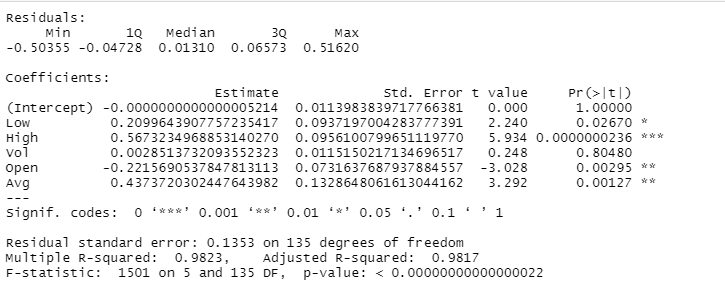 Residuals:
     Min       1Q   Median       3Q      Max
-0.50355 -0.04728  0.01310  0.06573  0.51620

Coefficients:
                         Estimate            Std. Error t value     Pr(>|t|)
(Intercept) -0.0000000000000005214  0.0113983839717766381   0.000      1.00000
Low          0.2099643907757235417  0.0937197004283777391   2.240      0.02670 *
High         0.5673234968853140270  0.0956100799651119770   5.934 0.0000000236 ***
Vol          0.0028513732093552323  0.0115150217134696517   0.248      0.80480
Open        -0.2215690537847813113  0.0731637687937884557  -3.028      0.00295 **
Avg          0.4373720302447643982  0.1328648061613044162   3.292      0.00127 **
---
Signif. codes:  0 ‘***’ 0.001 ‘**’ 0.01 ‘*’ 0.05 ‘.’ 0.1 ‘ ’ 1

Residual standard error: 0.1353 on 135 degrees of freedom
Multiple R-squared:  0.9823,    Adjusted R-squared:  0.9817
F-statistic:  1501 on 5 and 135 DF,  p-value: < 0.00000000000000022